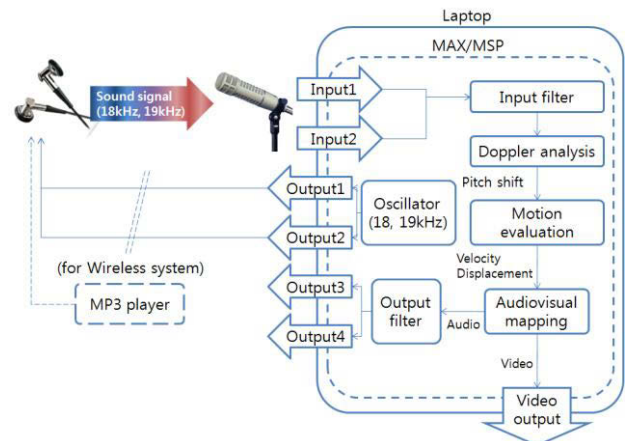 Laptop
MAX/MSP
Sound signal
(18kHz, 19kHz)
Input1
Input2
Input filter
Doppler analysis
Pitch shift
Output1
Output2
Oscillator
(18, 19kHz)
Motion
evaluation
Velocity
Displacement
(for Wireless system)
MP3 player
Output3
Output4
Output
filter
Audio
Audiovisual
mapping
Video
Video
output